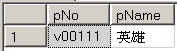 pNo pName
1 v00111 英雄